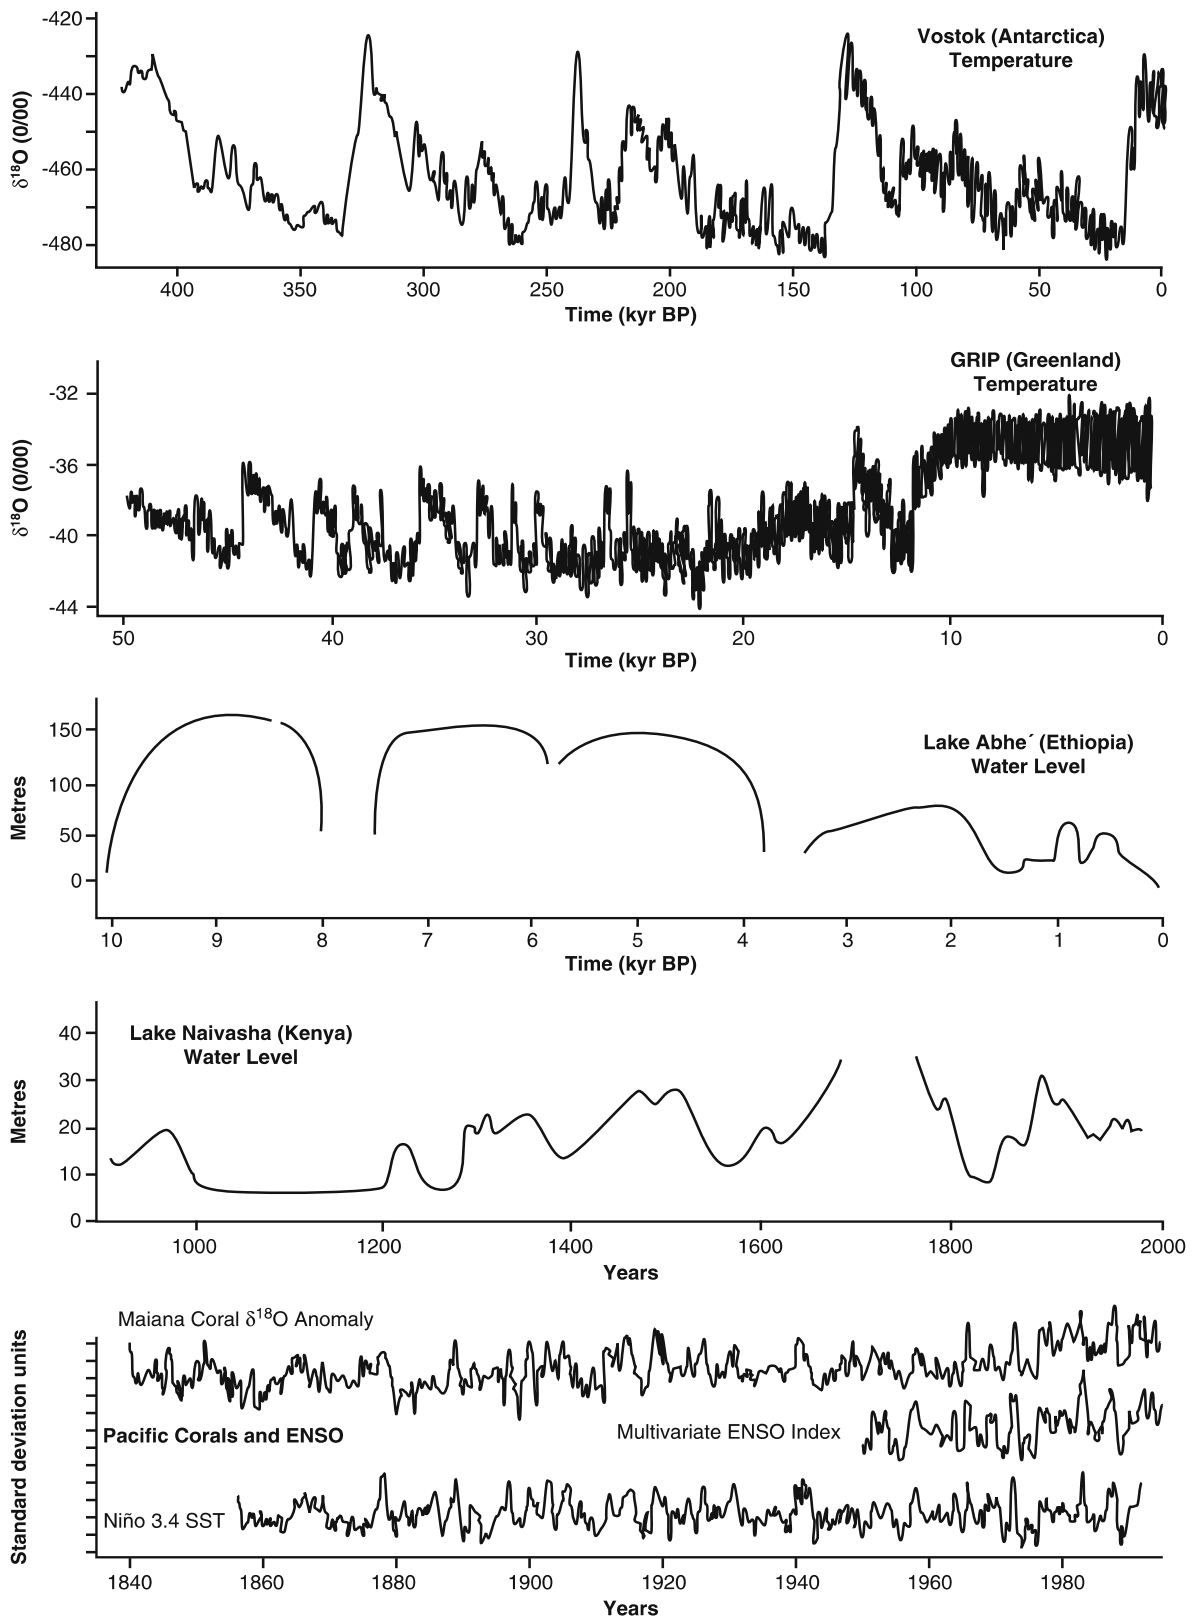 Vostok (Antarctica)
Temperature
δ18O (0/00)
-420
-440
-460
-480
400 350 300 250 200 150 100 50 0
Time (kyr BP)
GRIP (Greenland)
Temperature
δ18O (0/00)
-32
-36
-40
-44
50 40 30 20 10 0
Time (kyr BP)
Lake Abhe´ (Ethiopia)
Water Level
Metres
150
100
50
0
10 9 8 7 6 5 4 3 2 1 0
Time (kyr BP)
Lake Naivasha (Kenya)
Water Level
Metres
40
30
20
10
0
1000 1200 1400 1600 1800 2000
Years
Maiana Coral δ18O Anomaly
Standard deviation units
Pacific Corals and ENSO
Multivariate ENSO Index
Niño 3.4 SST
1840 1860 1880 1900 1920 1940 1960 1980
Years